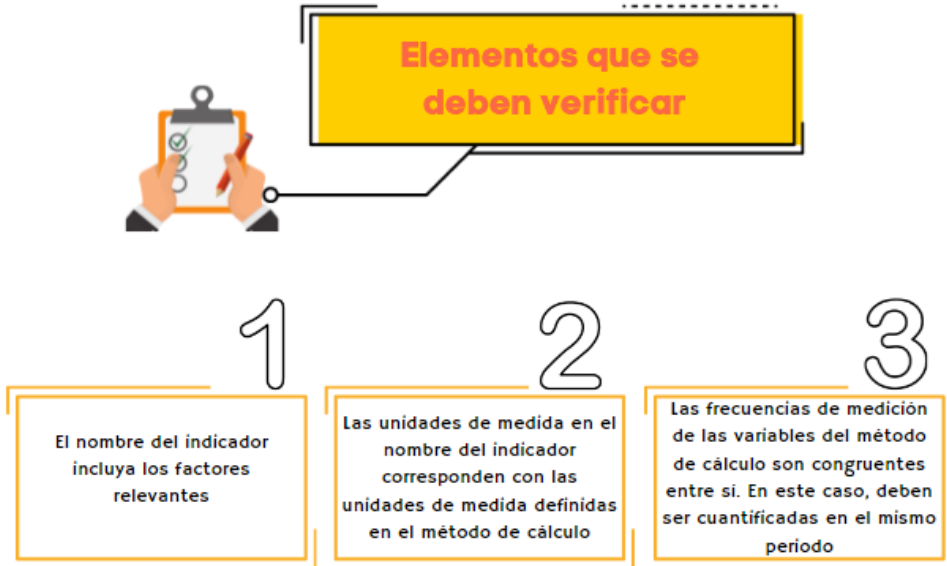 Elementos que se
deben verificar
1
El nombre del indicador
incluya los factores
relevantes
2
Las unidades de medida en el
nombre del indicador
corresponden con las
unidades de medida definidas
en el método de cálculo
3
Las frecuencias de medición
de las variables del método
de cálculo son congruentes
entre sí. En este caso, deben
ser cuantificadas en el mismo
periodo